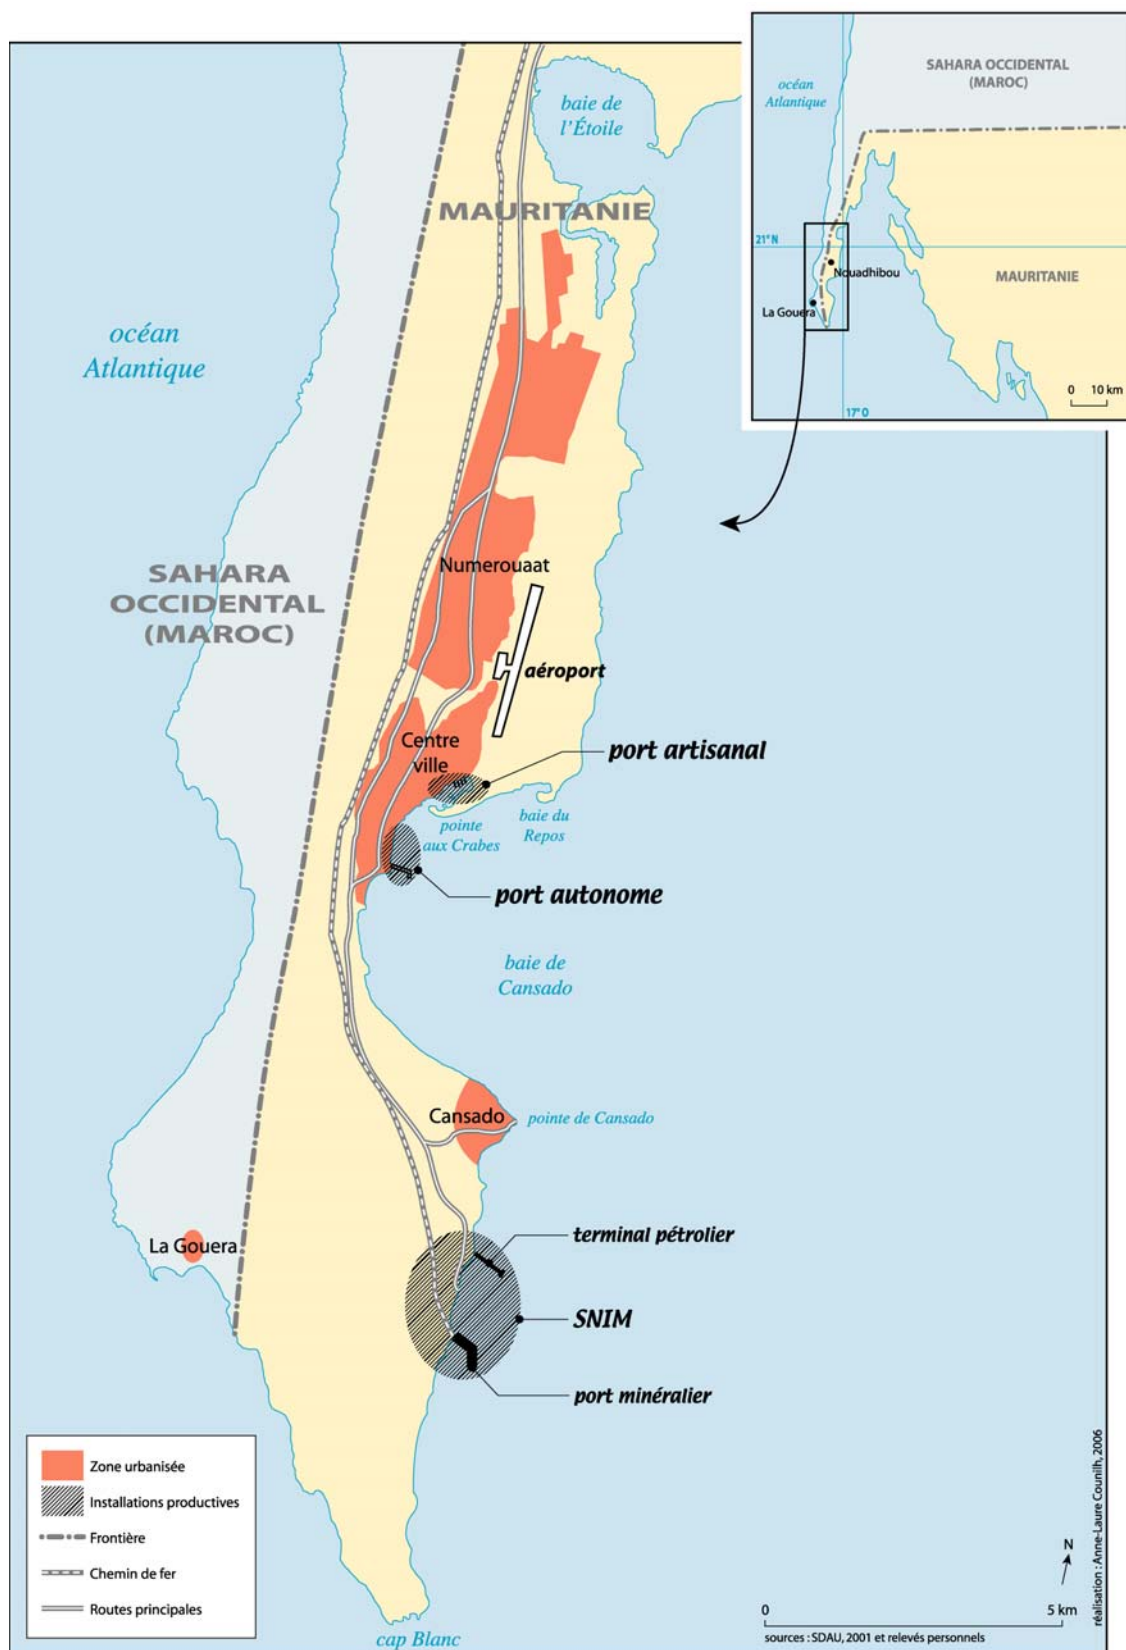 océan
Atlantique
SAHARA OCCIDENTAL
(MAROC)
21° N
Nouadhibou
MAURITANIE
La Gouera
0 10 km
17° O
baie de
l'Étoile
MAURITANIE
océan
Atlantique
Numerouaat
SAHARA
OCCIDENTAL
(MAROC)
aéroport
Centre
ville
port artisanal
pointe
aux Crabes
baie du
Repos
port autonome
baie de
Cansado
Cansado
pointe de Cansado
La Gouera
terminal pétrolier
SNIM
port minéralier
Zone urbanisée
Installations productives
Frontière
Chemin de fer
Routes principales
cap Blanc
N
0 5 km
sources : SDAU, 2001 et relevés personnels
réalisation : Anne-Laure Counilh, 2006